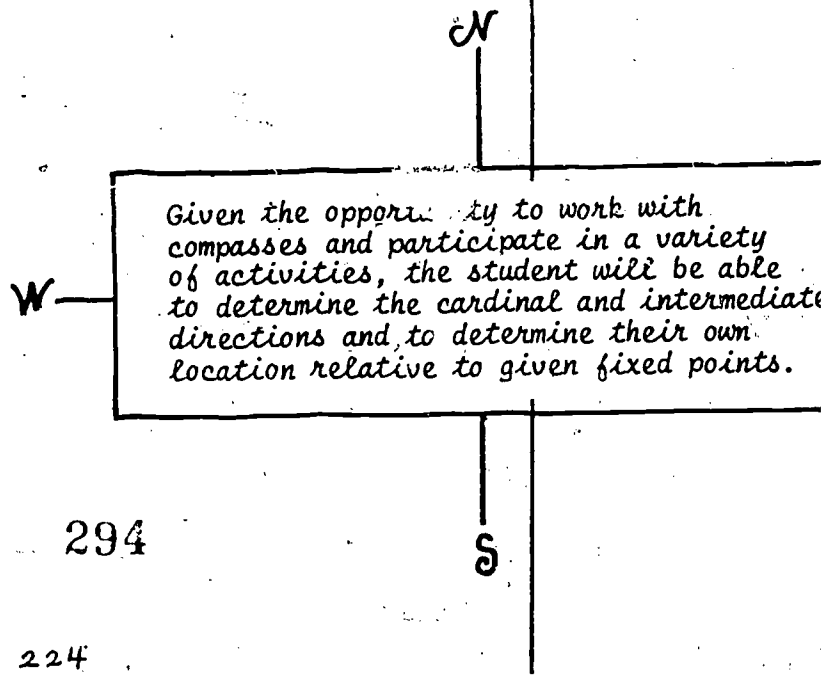 N
Given the to work with
compasses and participate in a variety
of activities, the student will be able
W
to determine the cardinal and intermediate
directions and, to determine their own
location relative to given fixed points.
294
S
224